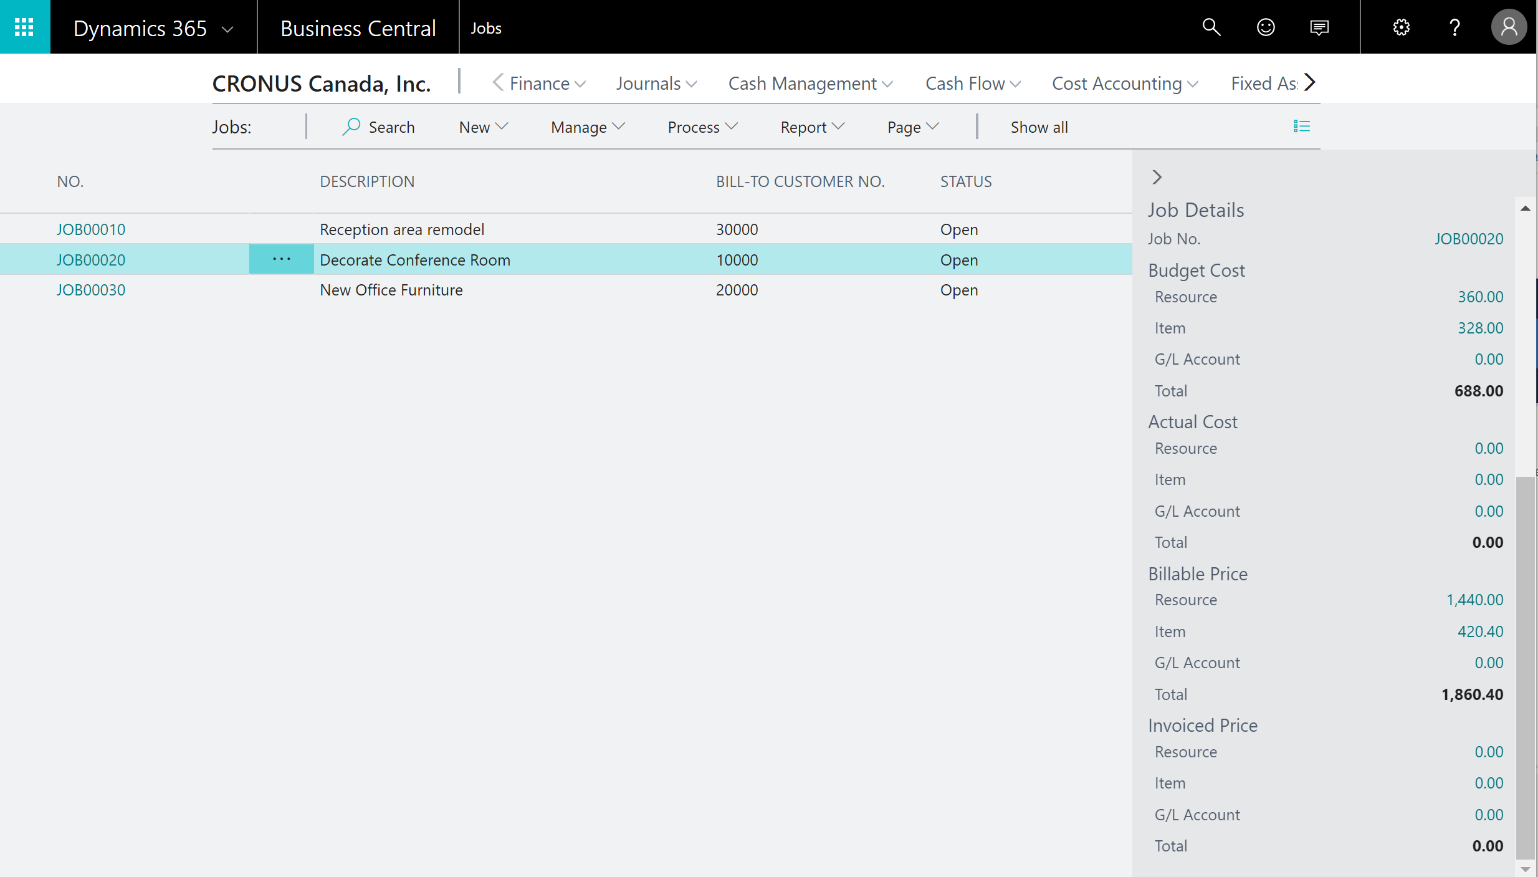 Dynamics 365 Business Central Jobs ?
CRONUS Canada, Inc. Finance Journals Cash Management Cash Flow Cost Accounting Fixed As
Jobs: Search New Manage Process Report Page Show all
NO. DESCRIPTION BILL-TO CUSTOMER NO. STATUS
JOB00010 Reception area remodel 30000 Open
JOB00020 ... Decorate Conference Room 10000 Open
JOB00030 New Office Furniture 20000 Open
Job Details
Job No. JOB00020
Budget Cost
Resource 360.00
Item 328.00
G/L Account 0.00
Total 688.00
Actual Cost
Resource 0.00
Item 0.00
G/L Account 0.00
Total 0.00
Billable Price
Resource 1,440.00
Item 420.40
G/L Account 0.00
Total 1,860.40
Invoiced Price
Resource 0.00
Item 0.00
G/L Account 0.00
Total 0.00